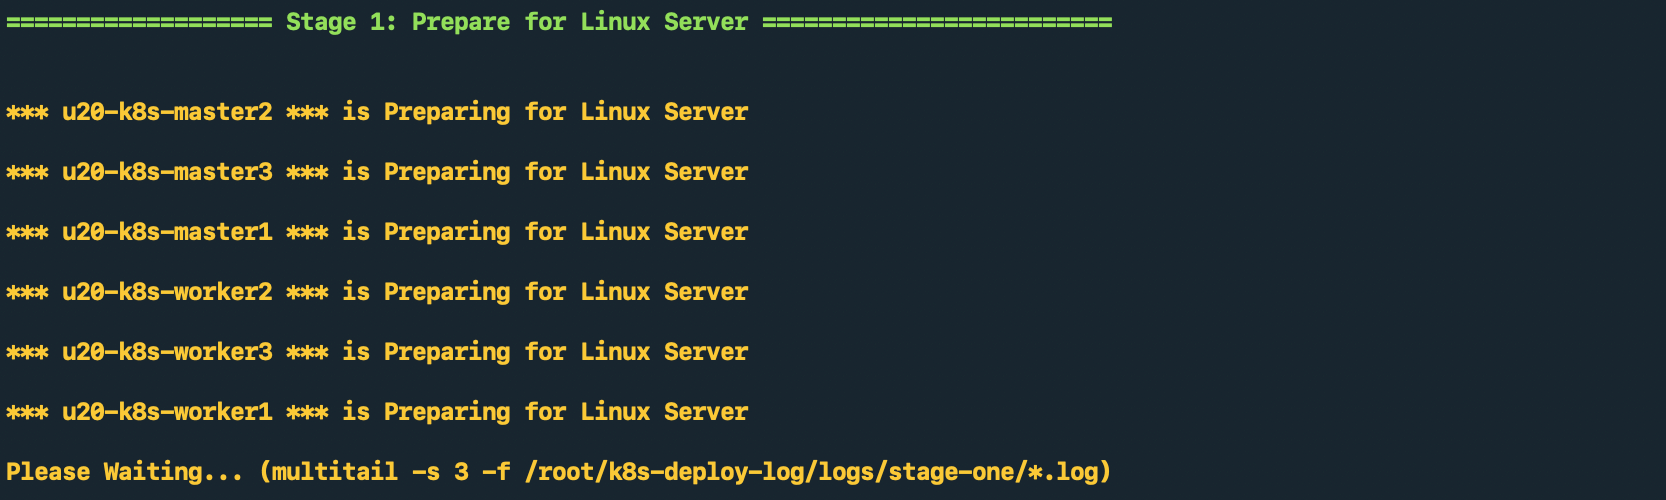 =================== Stage 1: Prepare for Linux Server =========================
*** u20-k8s-master2 *** is Preparing for Linux Server
*** u20-k8s-master3 *** is Preparing for Linux Server
*** u20-k8s-master1 *** is Preparing for Linux Server
*** u20-k8s-worker2 *** is Preparing for Linux Server
*** u20-k8s-worker3 *** is Preparing for Linux Server
*** u20-k8s-worker1 *** is Preparing for Linux Server
Please Waiting... (multitail -s 3 -f /root/k8s-deploy-log/logs/stage-one/*.log)